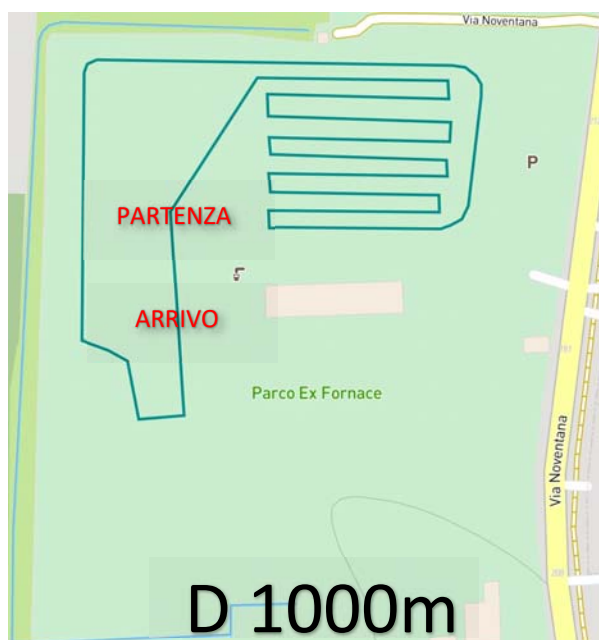 Via Noventana
P
PARTENZA
ARRIVO
Parco Ex Fornace
Via Noventana
D 1000m